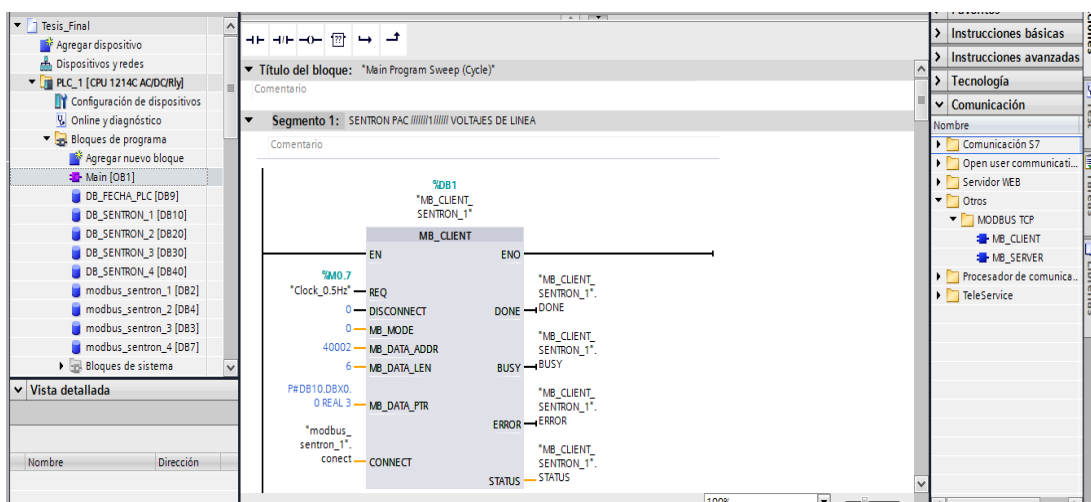 Tesis_Final
Agregar dispositivo
Dispositivos y redes
PLC_1 [CPU 1214C AC/DC/Rly]
Configuración de dispositivos
Online y diagnóstico
Bloques de programa
Agregar nuevo bloque
Main [OB1]
DB_FECHA_PLC [DB9]
DB_SENTRON_1 [DB10]
DB_SENTRON_2 [DB20]
DB_SENTRON_3 [DB30]
DB_SENTRON_4 [DB40]
modbus_sentron_1 [DB2]
modbus_sentron_2 [DB4]
modbus_sentron_3 [DB3]
modbus_sentron_4 [DB7]
Bloques de sistema
Vista detallada
Nombre
Dirección
??
Título del bloque: "Main Program Sweep (Cycle)"
Comentario
Segmento 1: SENTRON PAC ///////1////// VOLTAJES DE LINEA
Comentario
%DB1
"MB_CLIENT_
SENTRON_1"
MB_CLIENT
EN
ENO
%M0.7
"Clock_0.5Hz"
REQ
0
DISCONNECT
0
MB_MODE
40002
MB_DATA_ADDR
6
MB_DATA_LEN
P#DB10.DBX0.
0 REAL 3
MB_DATA_PTR
"modbus_
sentron_1".
conect
CONNECT
"MB_CLIENT_
SENTRON_1".
DONE
DONE
"MB_CLIENT_
SENTRON_1".
BUSY
BUSY
"MB_CLIENT_
SENTRON_1".
ERROR
ERROR
"MB_CLIENT_
SENTRON_1".
STATUS
STATUS
100%
Favoritos
Instrucciones básicas
Instrucciones avanzadas
Tecnología
Comunicación
Nombre
Comunicación S7
Open user communicati...
Servidor WEB
Otros
MODBUS TCP
MB_CLIENT
MB_SERVER
Procesador de comunica..
TeleService